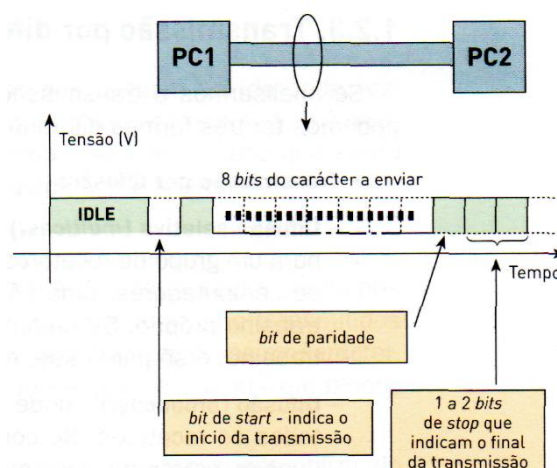 PC1
PC2
Tensão (V)
8 bits do carácter a enviar
IDLE
Tempo
bit de paridade
bit de start - indica o
início da transmissão
1 a 2 bits
de stop que
indicam o final
da transmissão